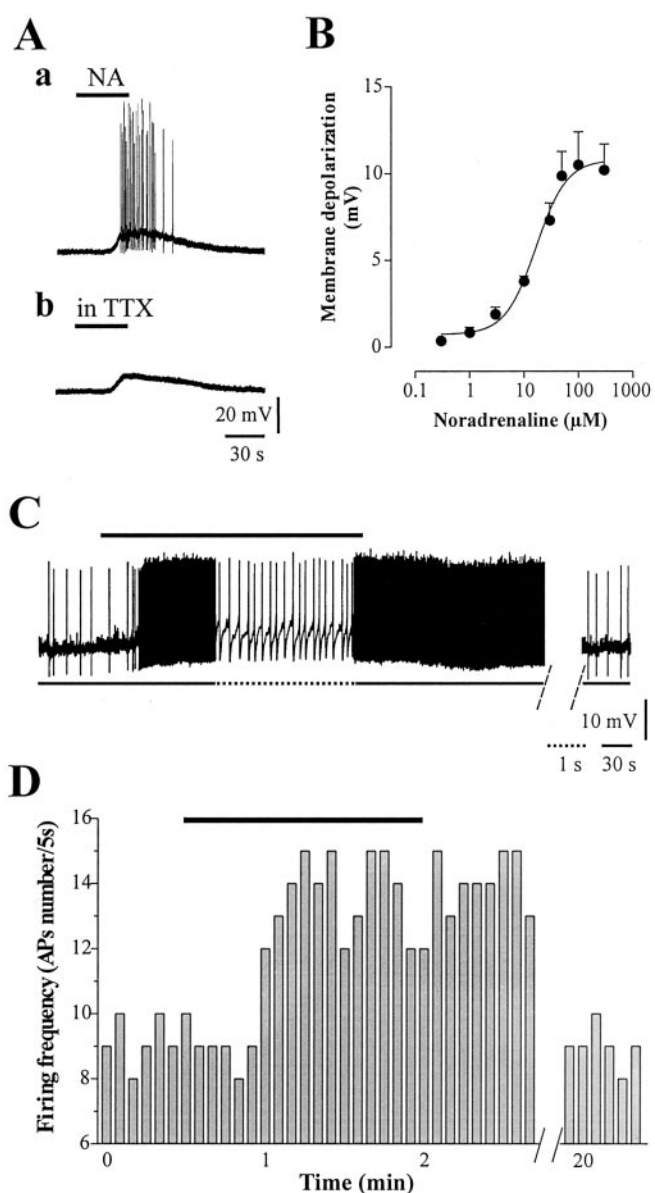 A
a
NA
b
in TTX
20 mV
30 s
B
Membrane depolarization
(mV)
15
10
5
0
0.1
1
10
100
1000
Noradrenaline (µM)
C
10 mV
1 s
30 s
D
Firing frequency (APs number/5s)
16
14
12
10
8
6
0
1
2
20
Time (min)